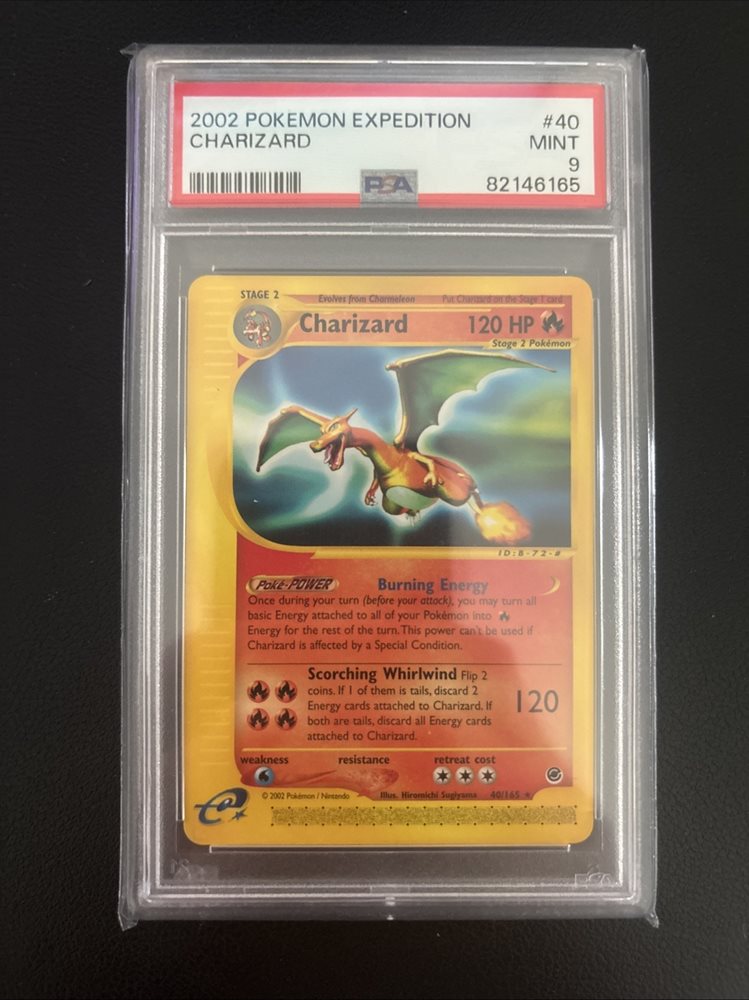 2002 POKEMON EXPEDITION #40
CHARIZARD MINT
9
PSA 82146165
STAGE 2 Evolves from Charmeleon Put Charizard on the Stage 1 card
Charizard 120 HP
Stage 2 Pokémon
ID:B-72-#
Poké-POWER Burning Energy
Once during your turn (before your attack), you may turn all
basic Energy attached to all of your Pokémon into
Energy for the rest of the turn. This power can't be used if
Charizard is affected by a Special Condition.
Scorching Whirlwind Flip 2
coins. If 1 of them is tails, discard 2
Energy cards attached to Charizard. If 120
both are tails, discard all Energy cards
attached to Charizard.
weakness resistance retreat cost
© 2002 Pokémon / Nintendo Illus. Hiromichi Sugiyama 40/165 ★
e